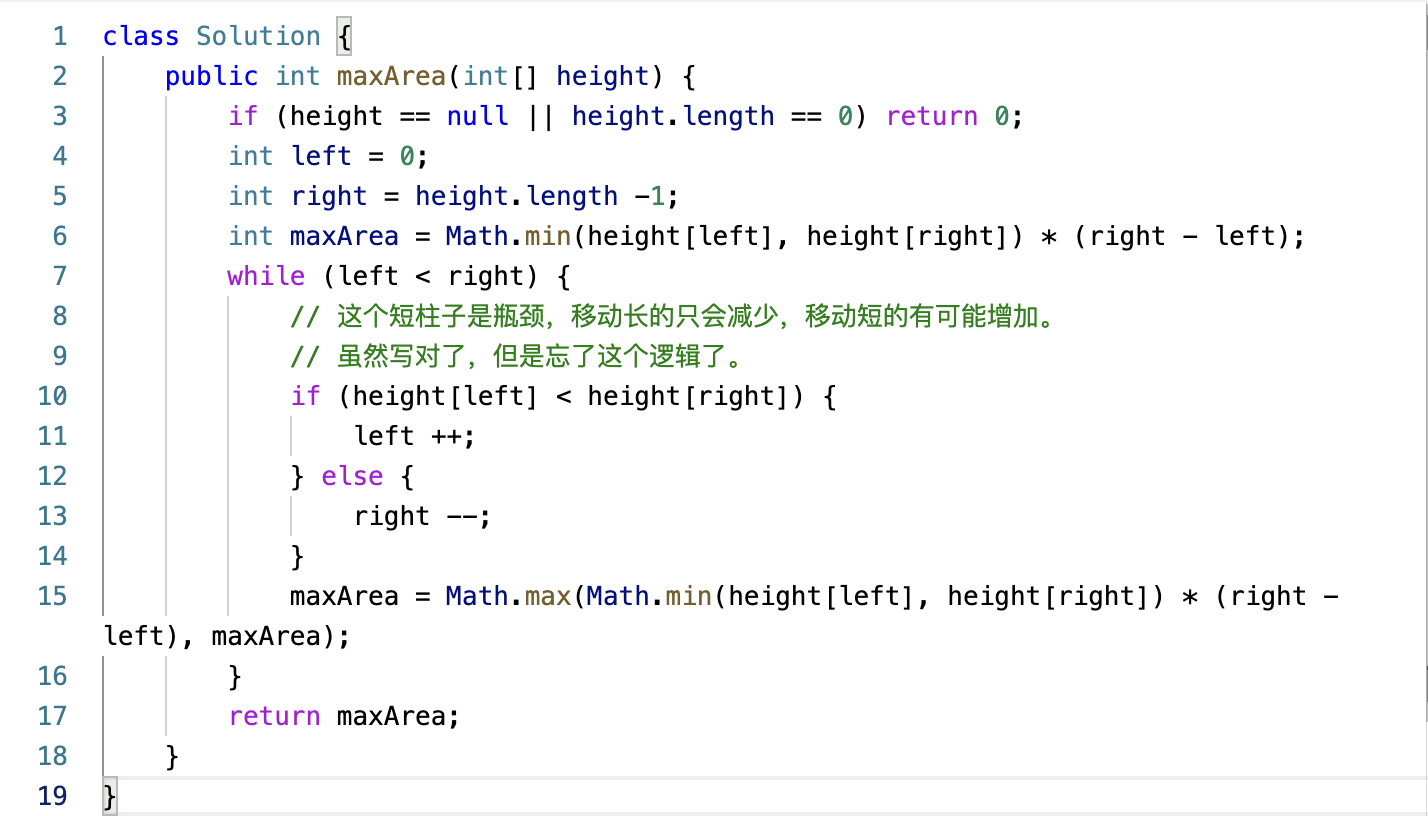 1 class Solution {
2 public int maxArea(int[] height) {
3 if (height == null || height.length == 0) return 0;
4 int left = 0;
5 int right = height.length -1;
6 int maxArea = Math.min(height[left], height[right]) * (right - left);
7 while (left < right) {
8 // 这个短柱子是瓶颈，移动长的只会减少，移动短的有可能增加。
9 // 虽然写对了，但是忘了这个逻辑了。
10 if (height[left] < height[right]) {
11 left ++;
12 } else {
13 right --;
14 }
15 maxArea = Math.max(Math.min(height[left], height[right]) * (right -
left), maxArea);
16 }
17 return maxArea;
18 }
19 }